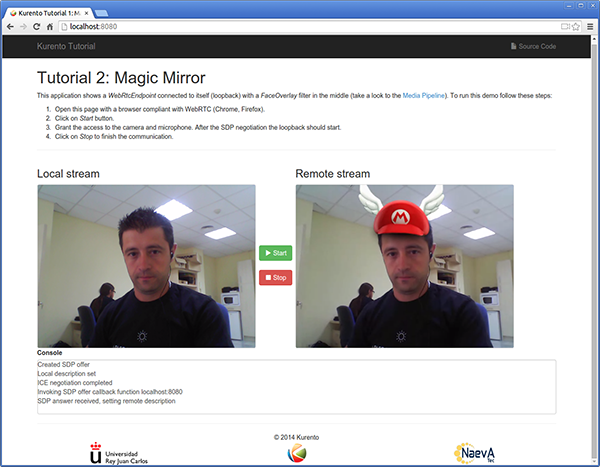 Kurento Tutorial 1: M
localhost:8080
Kurento Tutorial
Source Code
Tutorial 2: Magic Mirror
This application shows a WebRtcEndpoint connected to itself (loopback) with a FaceOverlay filter in the middle (take a look to the Media Pipeline). To run this demo follow these steps:
1. Open this page with a browser compliant with WebRTC (Chrome, Firefox).
2. Click on Start button.
3. Grant the access to the camera and microphone. After the SDP negotiation the loopback should start.
4. Click on Stop to finish the communication.
Local stream
Remote stream
M
Start
Stop
Console
Created SDP offer
Local description set
ICE negotiation completed
Invoking SDP offer callback function localhost:8080
SDP answer received, setting remote description
© 2014 Kurento
Universidad
Rey Juan Carlos
NaevA
Tec